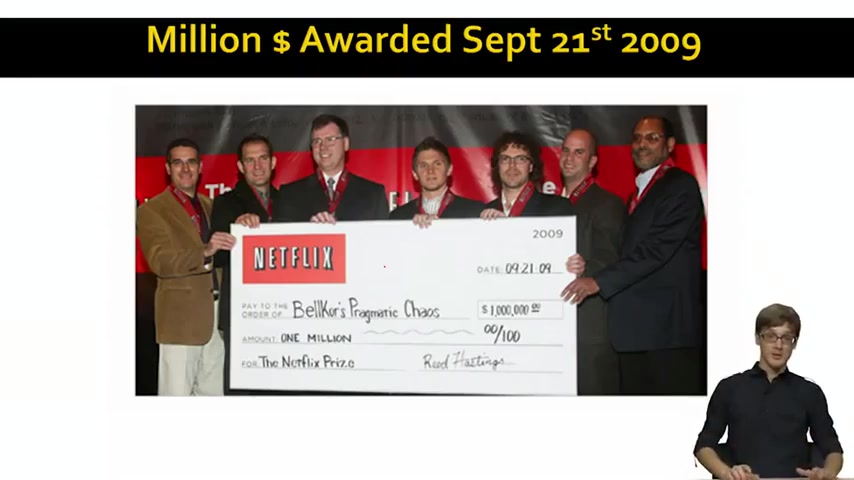 Million $ Awarded Sept 21st 2009
NETFLIX
2009
DATE: 09.21.09
PAY TO THE
ORDER OF: BellKor's Pragmatic Chaos
$ 1,000,000 00
AMOUNT: ONE MILLION 00/100
FOR: The Netflix Prize
Reed Hastings